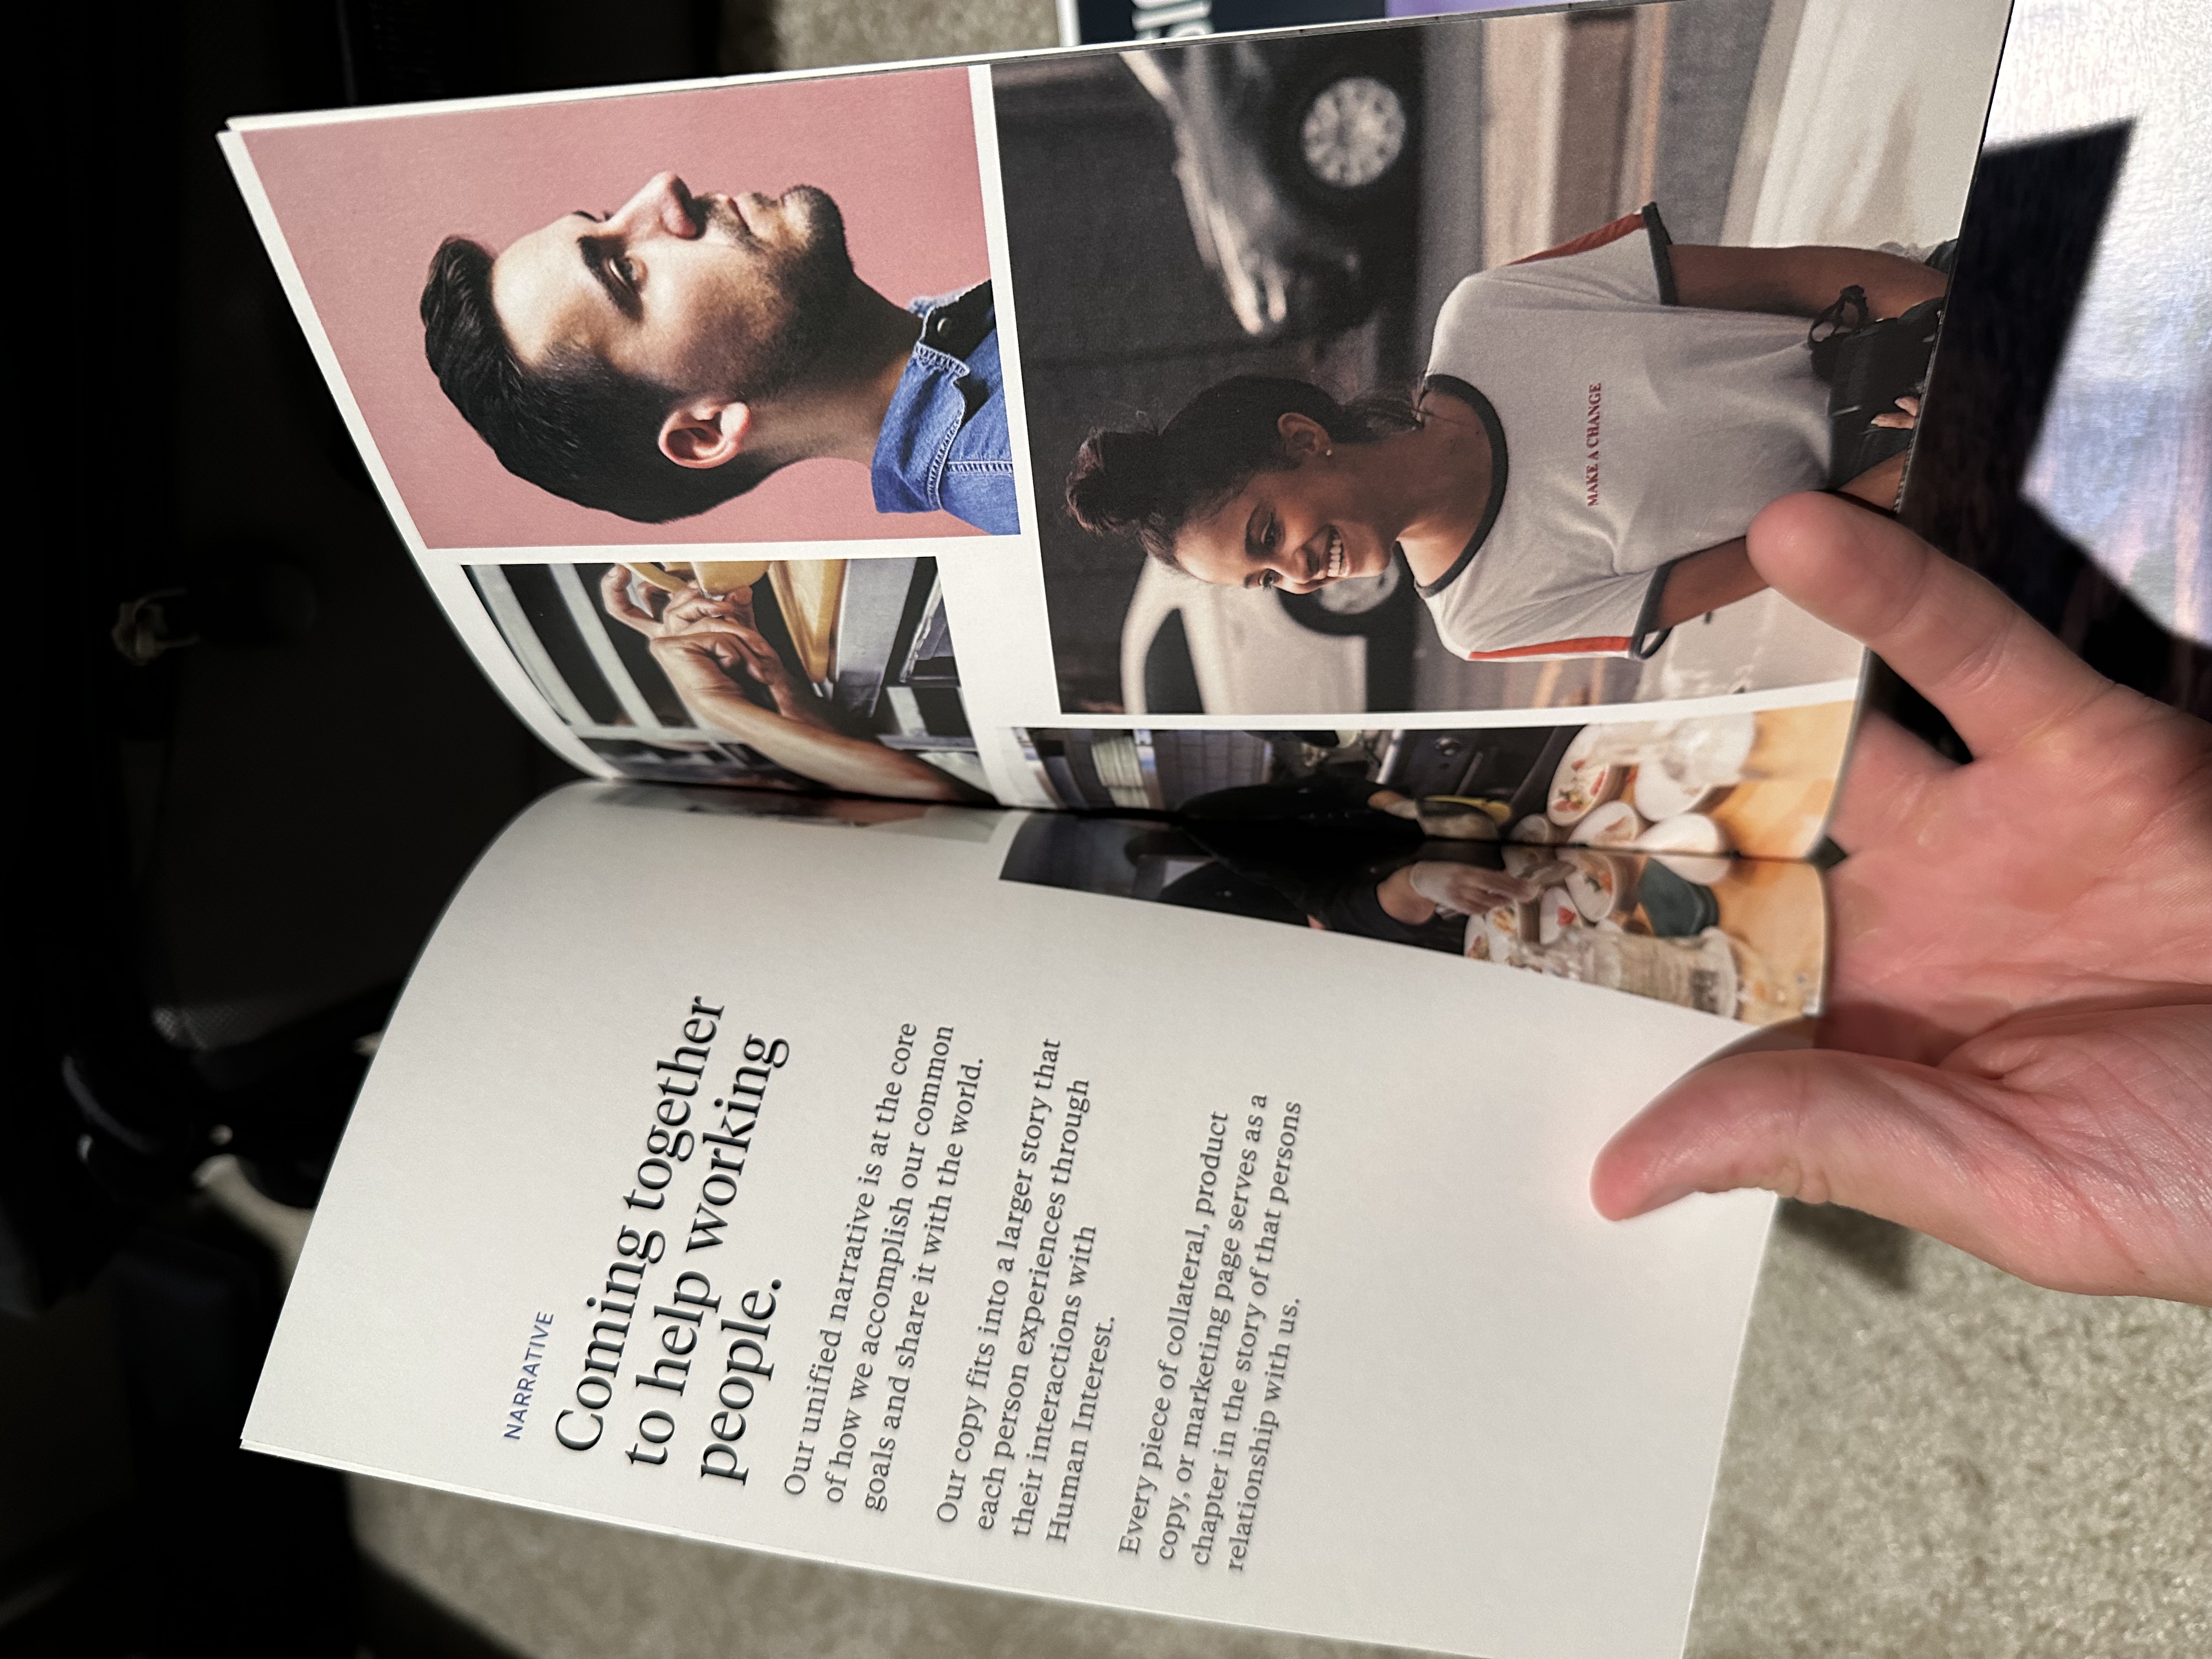 NARRATIVE
Coming together
to help working
people.
Our unified narrative is at the core
of how we accomplish our common
goals and share it with the world.
Our copy fits into a larger story that
each person experiences through
their interactions with
Human Interest.
Every piece of collateral, product
copy, or marketing page serves as a
chapter in the story of that persons
relationship with us.
MAKE A CHANGE